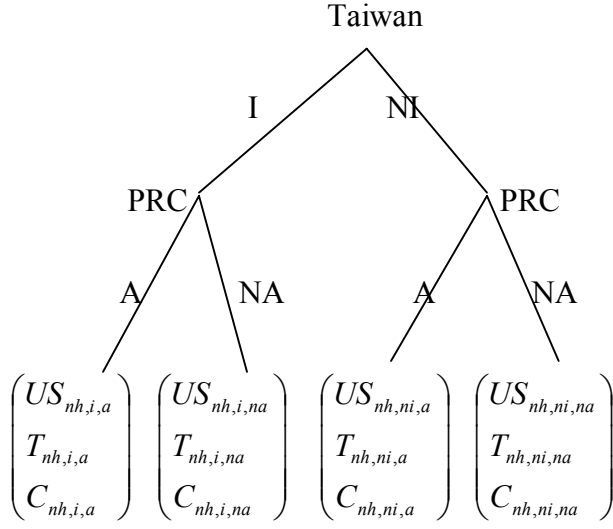 Taiwan
I NI
PRC PRC
A NA A NA
US_{nh,i,a} US_{nh,i,na} US_{nh,ni,a} US_{nh,ni,na}
T_{nh,i,a} T_{nh,i,na} T_{nh,ni,a} T_{nh,ni,na}
C_{nh,i,a} C_{nh,i,na} C_{nh,ni,a} C_{nh,ni,na}